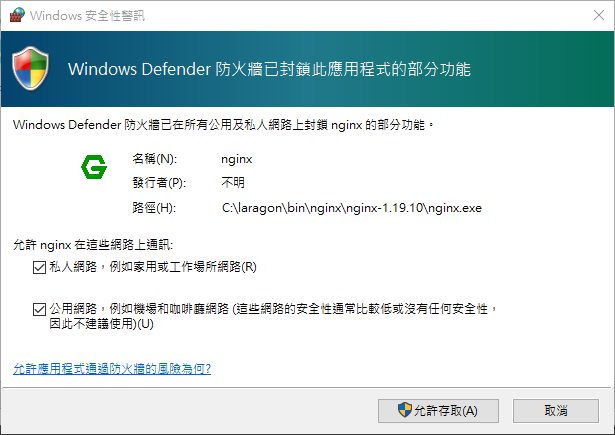 Windows 安全性警訊
Windows Defender 防火牆已封鎖此應用程式的部分功能
Windows Defender 防火牆已在所有公用及私人網路上封鎖 nginx 的部分功能。
名稱(N): nginx
發行者(P): 不明
路徑(H): C:\laragon\bin\nginx\nginx-1.19.10\nginx.exe
允許 nginx 在這些網路上通訊:
私人網路，例如家用或工作場所網路(R)
公用網路，例如機場和咖啡廳網路 (這些網路的安全性通常比較低或沒有任何安全性，
因此不建議使用)(U)
允許應用程式通過防火牆的風險為何?
允許存取(A) 取消